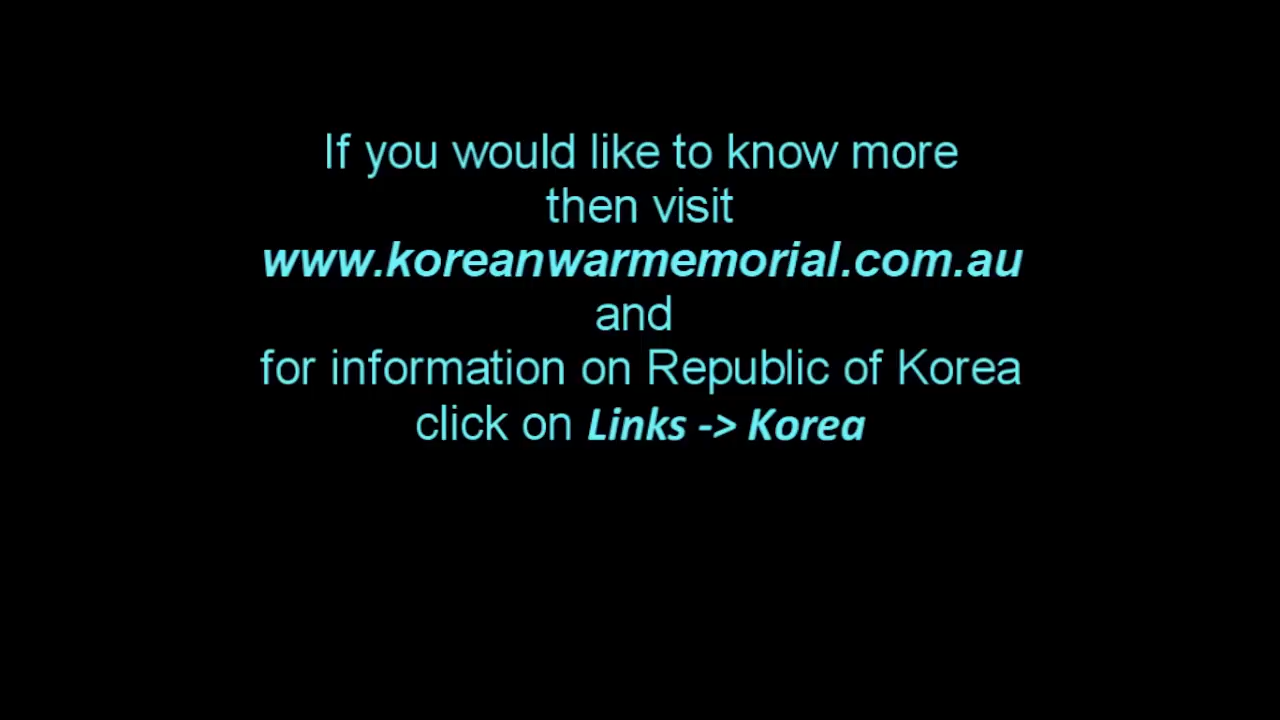 If you would like to know more
then visit
www.koreanwarmemorial.com.au
and
for information on Republic of Korea
click on Links -> Korea